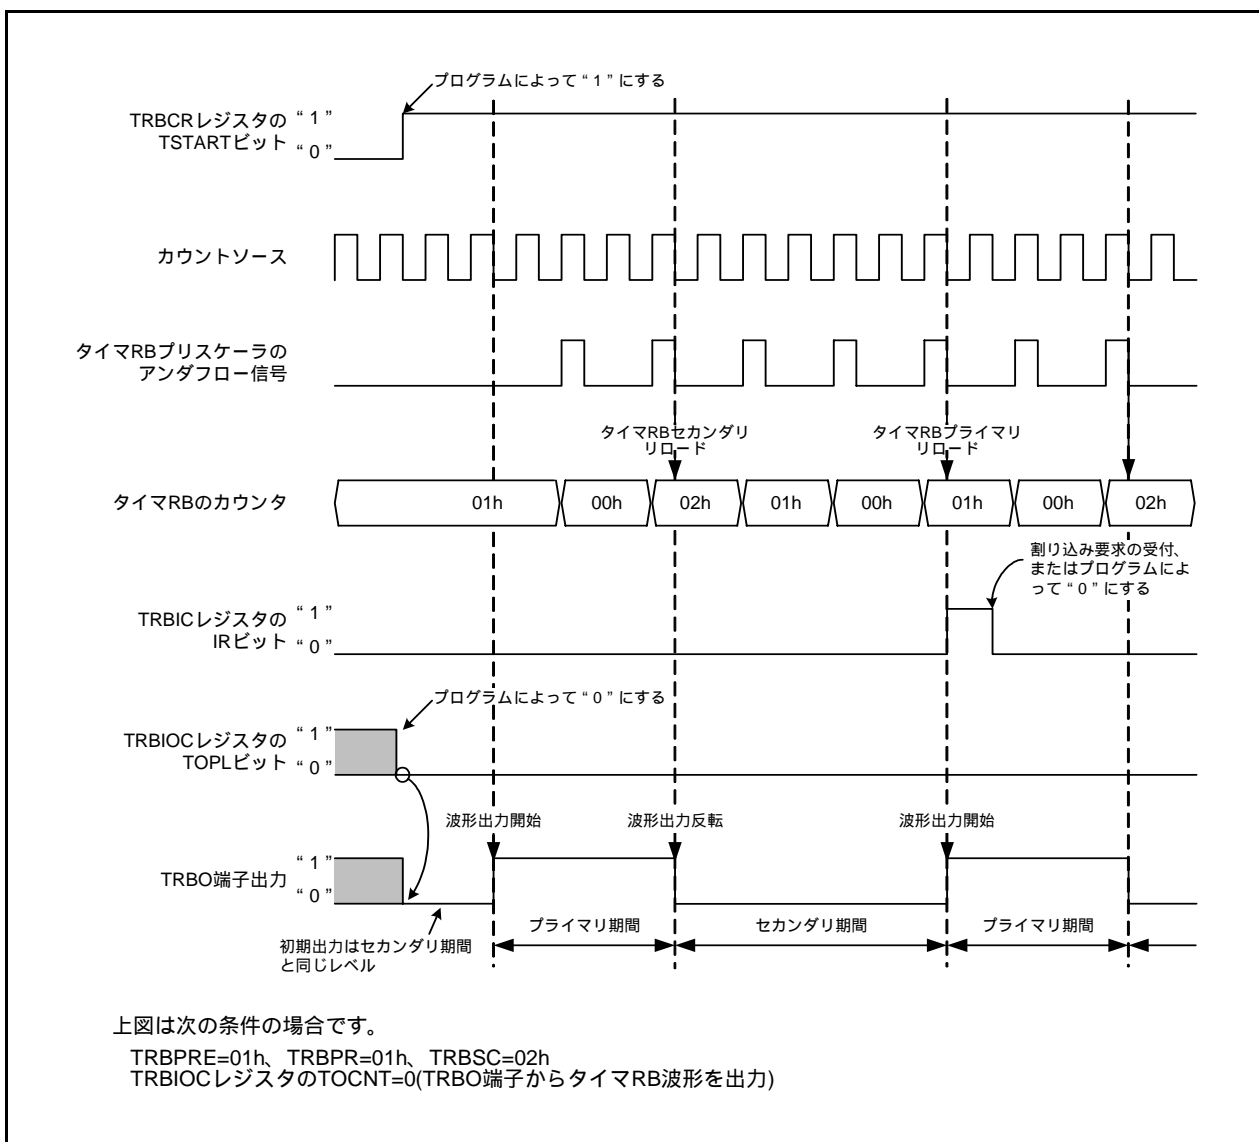 プログラムによって“1”にする
TRBCRレジスタの
TSTARTビット
“1”
“0”
カウントソース
タイマRBプリスケーラの
アンダフロー信号
タイマRBセカンダリ
リロード
タイマRBプライマリ
リロード
タイマRBのカウンタ
01h
00h
02h
01h
00h
01h
00h
02h
割り込み要求の受付、
またはプログラムによ
って“0”にする
TRBICレジスタの
IRビット
“1”
“0”
プログラムによって“0”にする
TRBIOCレジスタの
TOPLビット
“1”
“0”
波形出力開始
波形出力反転
波形出力開始
TRBO端子出力
“1”
“0”
プライマリ期間
セカンダリ期間
プライマリ期間
初期出力はセカンダリ期間
と同じレベル
上図は次の条件の場合です。
TRBPRE=01h、TRBPR=01h、TRBSC=02h
TRBIOCレジスタのTOCNT=0(TRBO端子からタイマRB波形を出力)